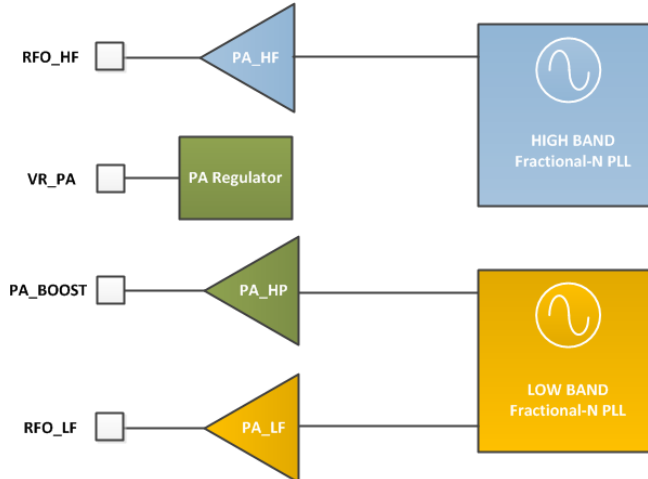 RFO_HF
PA_HF
HIGH BAND
Fractional-N PLL
VR_PA
PA Regulator
PA_BOOST
PA_HP
LOW BAND
Fractional-N PLL
RFO_LF
PA_LF